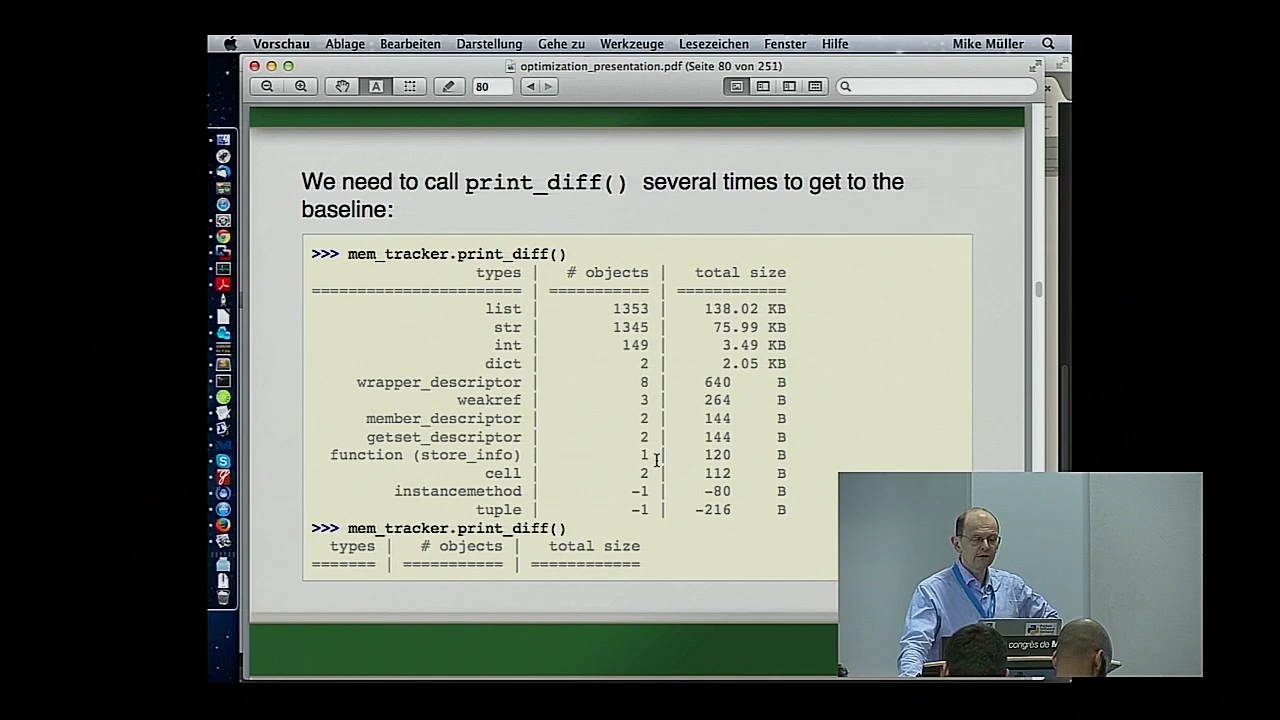 Vorschau Ablage Bearbeiten Darstellung Gehe zu Werkzeuge Lesezeichen Fenster Hilfe Mike Müller
optimization_presentation.pdf (Seite 80 von 251)
80
We need to call print_diff() several times to get to the
baseline:
>>> mem_tracker.print_diff()
types | # objects | total size
======================= | =========== | ============
list | 1353 | 138.02 KB
str | 1345 | 75.99 KB
int | 149 | 3.49 KB
dict | 2 | 2.05 KB
wrapper_descriptor | 8 | 640 B
weakref | 3 | 264 B
member_descriptor | 2 | 144 B
getset_descriptor | 2 | 144 B
function (store_info) | 1 | 120 B
cell | 2 | 112 B
instancemethod | -1 | -80 B
tuple | -1 | -216 B
>>> mem_tracker.print_diff()
types | # objects | total size
======= | =========== | ============
congrès de